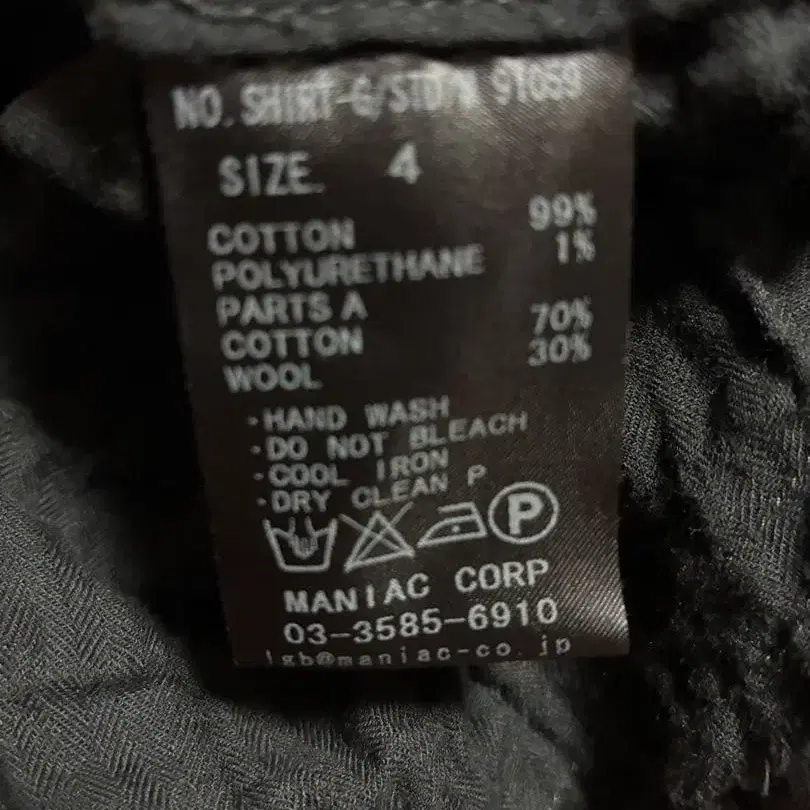 NO. SHIRT-G/STD 91059
SIZE. 4
COTTON 99%
POLYURETHANE 1%
PARTS A
COTTON 70%
WOOL 30%
·HAND WASH
·DO NOT BLEACH
·COOL IRON
·DRY CLEAN P
P
MANIAC CORP
03-3585-6910
lgb@maniac-co.jp